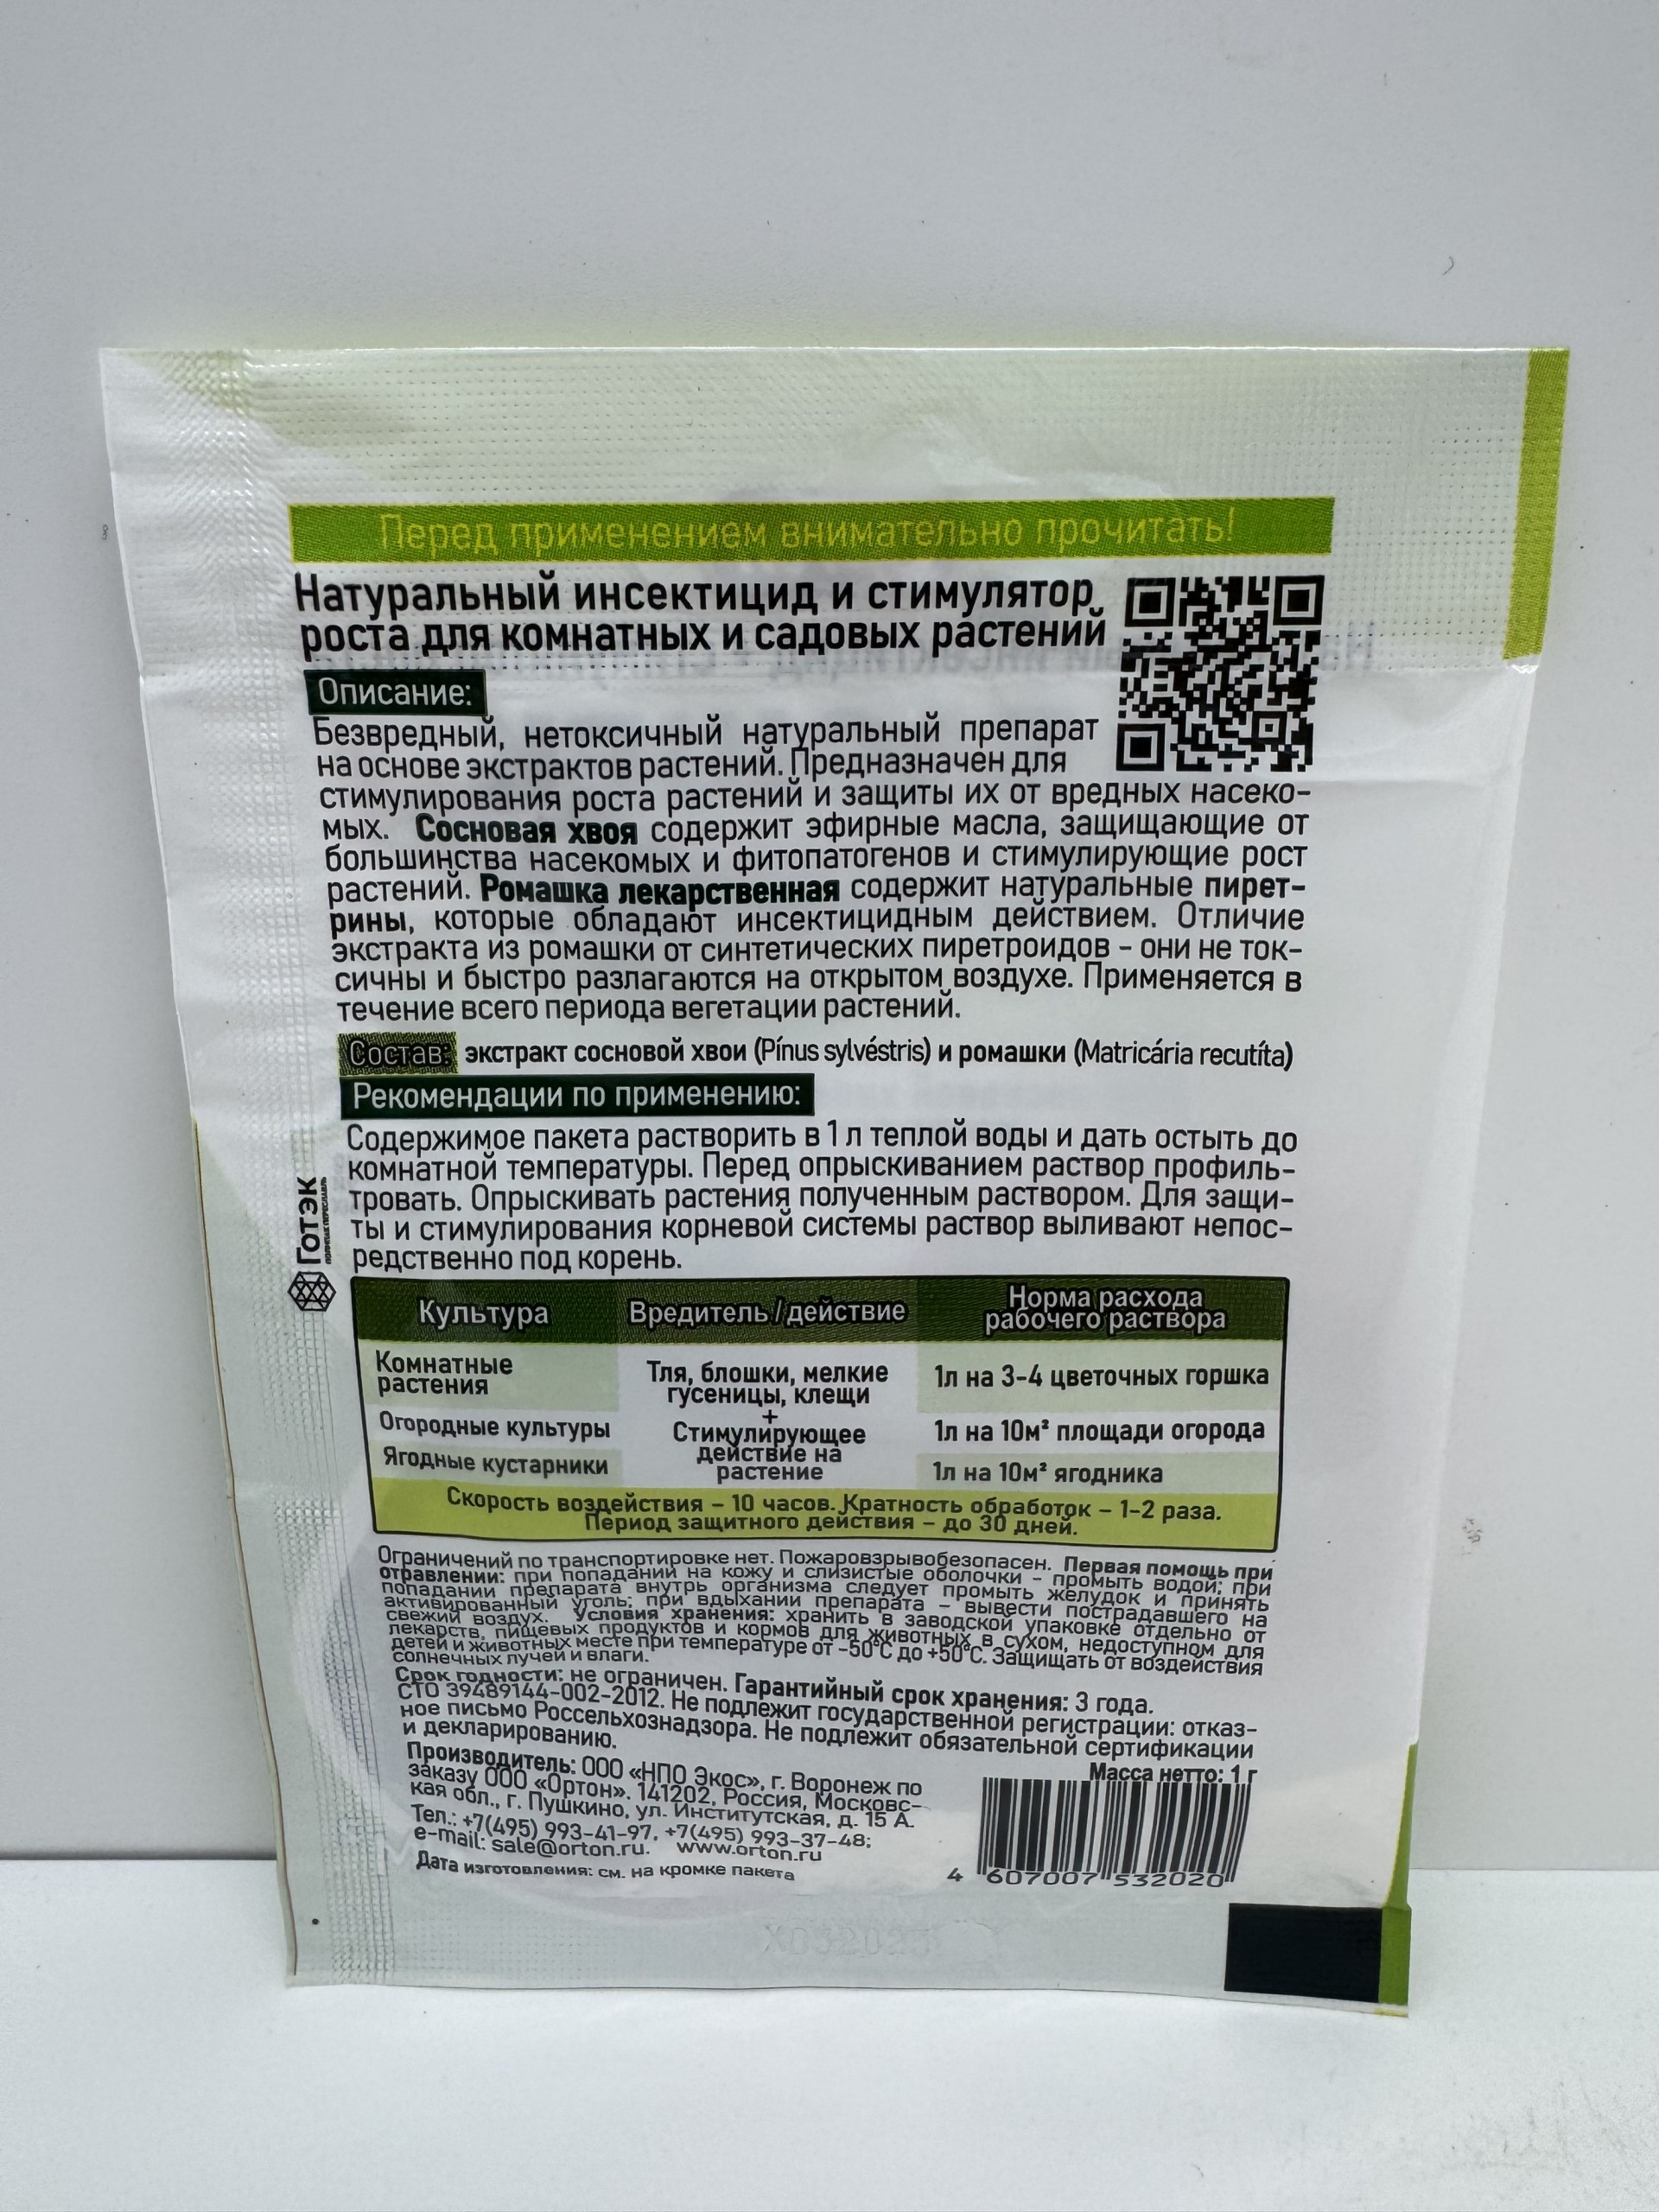 Перед применением внимательно прочитать!
Натуральный инсектицид и стимулятор
роста для комнатных и садовых растений
Описание:
Безвредный, нетоксичный натуральный препарат
на основе экстрактов растений. Предназначен для
стимулирования роста растений и защиты их от вредных насеко-
мых. Сосновая хвоя содержит эфирные масла, защищающие от
большинства насекомых и фитопатогенов и стимулирующие рост
растений. Ромашка лекарственная содержит натуральные пирет-
рины, которые обладают инсектицидным действием. Отличие
экстракта из ромашки от синтетических пиретроидов – они не ток-
сичны и быстро разлагаются на открытом воздухе. Применяется в
течение всего периода вегетации растений.
Состав: экстракт сосновой хвои (Pínus sylvéstris) и ромашки (Matricária recutíta)
Рекомендации по применению:
Содержимое пакета растворить в 1 л теплой воды и дать остыть до
комнатной температуры. Перед опрыскиванием раствор профиль-
тровать. Опрыскивать растения полученным раствором. Для защи-
ты и стимулирования корневой системы раствор выливают непос-
редственно под корень.
Готэк
Культура Вредитель / действие Норма расхода
рабочего раствора
Комнатные
растения
Тля, блошки, мелкие
гусеницы, клещи
+
Стимулирующее
действие на
растение
1л на 3-4 цветочных горшка
Огородные культуры
1л на 10м² площади огорода
Ягодные кустарники
1л на 10м² ягодника
Скорость воздействия – 10 часов. Кратность обработок – 1-2 раза.
Период защитного действия – до 30 дней.
Ограничений по транспортировке нет. Пожаровзрывобезопасен. Первая помощь при
отравлении: при попадании на кожу и слизистые оболочки – промыть водой; при
попадании препарата внутрь организма следует промыть желудок и принять
активированный уголь; при вдыхании препарата – вывести пострадавшего на
свежий воздух. Условия хранения: хранить в заводской упаковке отдельно от
лекарств, пищевых продуктов и кормов для животных в сухом, недоступном для
детей и животных месте при температуре от -50°С до +50°С. Защищать от воздействия
солнечных лучей и влаги.
Срок годности: не ограничен. Гарантийный срок хранения: 3 года.
СТО 39489144-002-2012. Не подлежит государственной регистрации: отказ-
ное письмо Россельхознадзора. Не подлежит обязательной сертификации
и декларированию.
Масса нетто: 1 г
Производитель: ООО «НПО Экос», г. Воронеж по
заказу ООО «Ортон». 141202, Россия, Московс-
кая обл., г. Пушкино, ул. Институтская, д. 15 А.
Тел.: +7(495) 993-41-97, +7(495) 993-37-48;
e-mail: sale@orton.ru. www.orton.ru
Дата изготовления: см. на кромке пакета
4 607007 532020